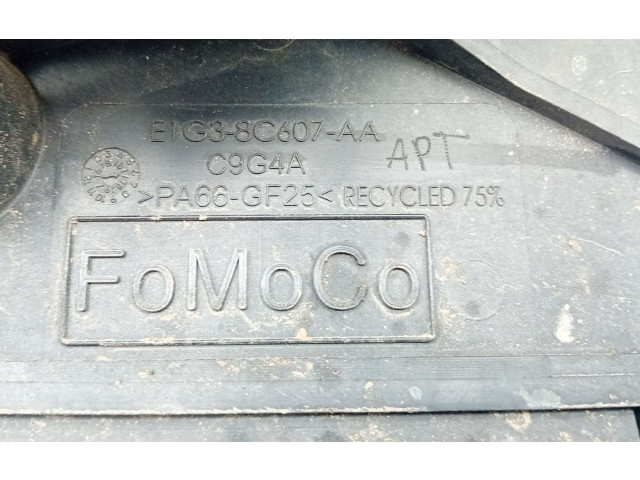 E1G3-8C607-AA
C9G4A APT
>PA66-GF25< RECYCLED 75%
FoMoCo